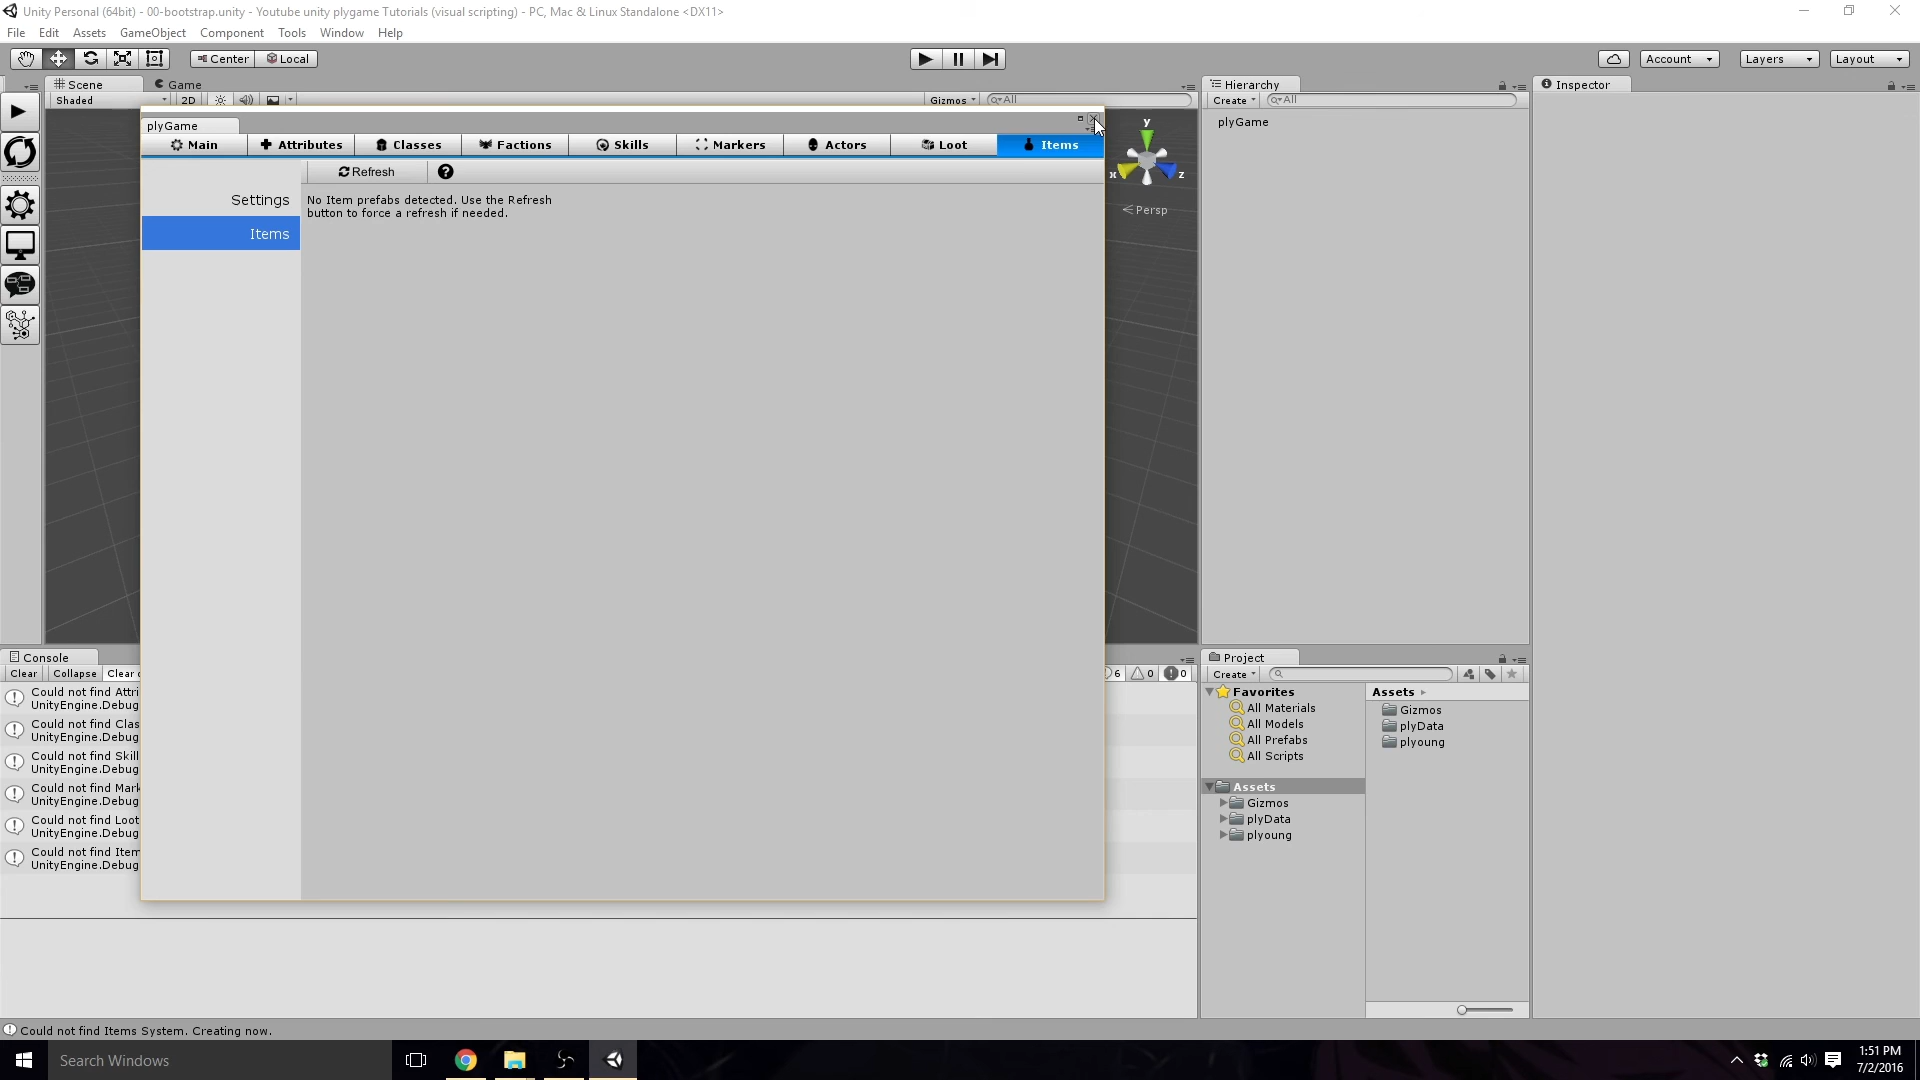 Unity Personal (64bit) - 00-bootstrap.unity - Youtube unity plygame Tutorials (visual scripting) - PC, Mac & Linux Standalone <DX11>
File Edit Assets GameObject Component Tools Window Help
Center Local Account Layers Layout
Scene Game Hierarchy Inspector
Shaded 2D Gizmos All Create All
plyGame
plyGame
Main Attributes Classes Factions Skills Markers Actors Loot Items
Refresh ?
Settings
Items
No Item prefabs detected. Use the Refresh
button to force a refresh if needed.
y
x z
Persp
Console Project
Clear Collapse Clear 6 0 0 Create
Could not find Attri
UnityEngine.Debug
Could not find Clas
UnityEngine.Debug
Could not find Skill
UnityEngine.Debug
Could not find Mark
UnityEngine.Debug
Could not find Loot
UnityEngine.Debug
Could not find Item
UnityEngine.Debug
Favorites
All Materials
All Models
All Prefabs
All Scripts
Assets
Gizmos
plyData
plyoung
Assets
Gizmos
plyData
plyoung
Could not find Items System. Creating now.
Search Windows
1:51 PM
7/2/2016